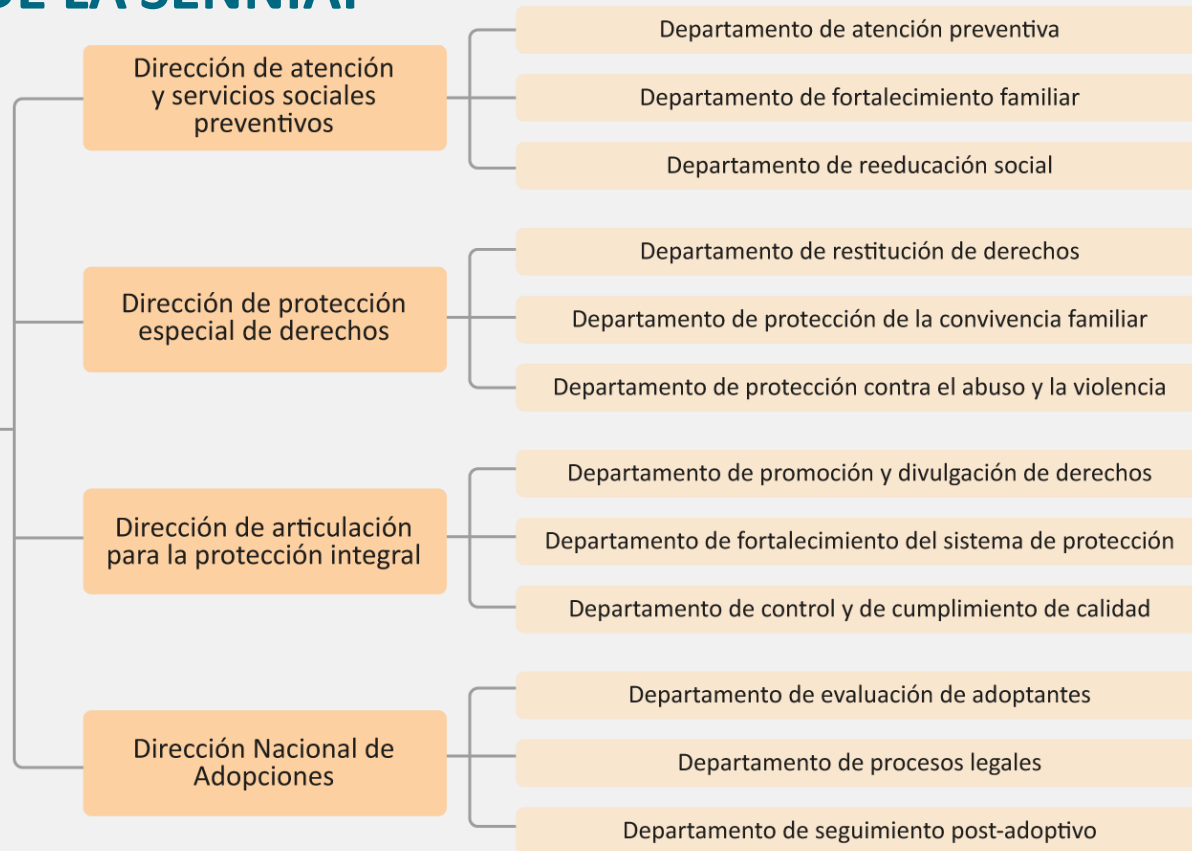 DE LA SENNIAF
Dirección de atención
y servicios sociales
preventivos
Departamento de atención preventiva
Departamento de fortalecimiento familiar
Departamento de reeducación social
Dirección de protección
especial de derechos
Departamento de restitución de derechos
Departamento de protección de la convivencia familiar
Departamento de protección contra el abuso y la violencia
Dirección de articulación
para la protección integral
Departamento de promoción y divulgación de derechos
Departamento de fortalecimiento del sistema de protección
Departamento de control y de cumplimiento de calidad
Dirección Nacional de
Adopciones
Departamento de evaluación de adoptantes
Departamento de procesos legales
Departamento de seguimiento post-adoptivo